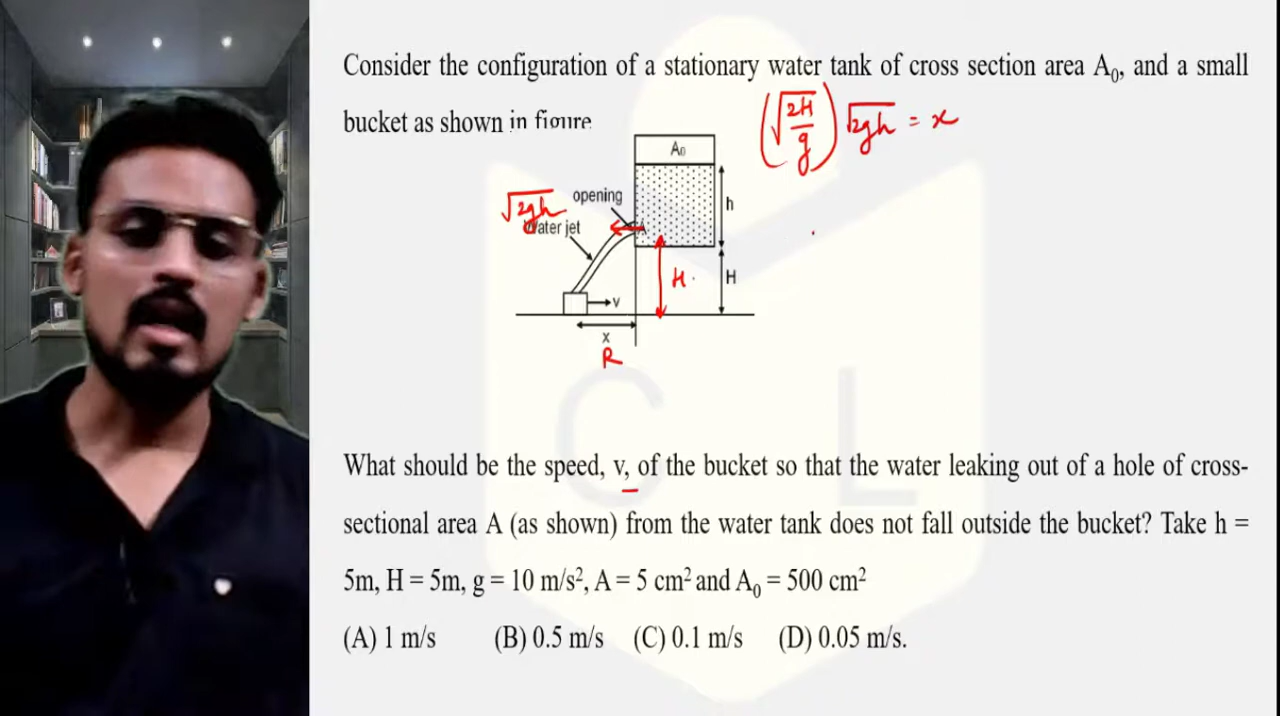 Consider the configuration of a stationary water tank of cross section area A₀, and a small
bucket as shown in figure
(√(2H/g)) √2gh = x
A₀
√2gh
opening
h
water jet
A
H
H
v
x
R
C L
What should be the speed, v, of the bucket so that the water leaking out of a hole of cross-
sectional area A (as shown) from the water tank does not fall outside the bucket? Take h =
5m, H = 5m, g = 10 m/s², A = 5 cm² and A₀ = 500 cm²
(A) 1 m/s (B) 0.5 m/s (C) 0.1 m/s (D) 0.05 m/s.